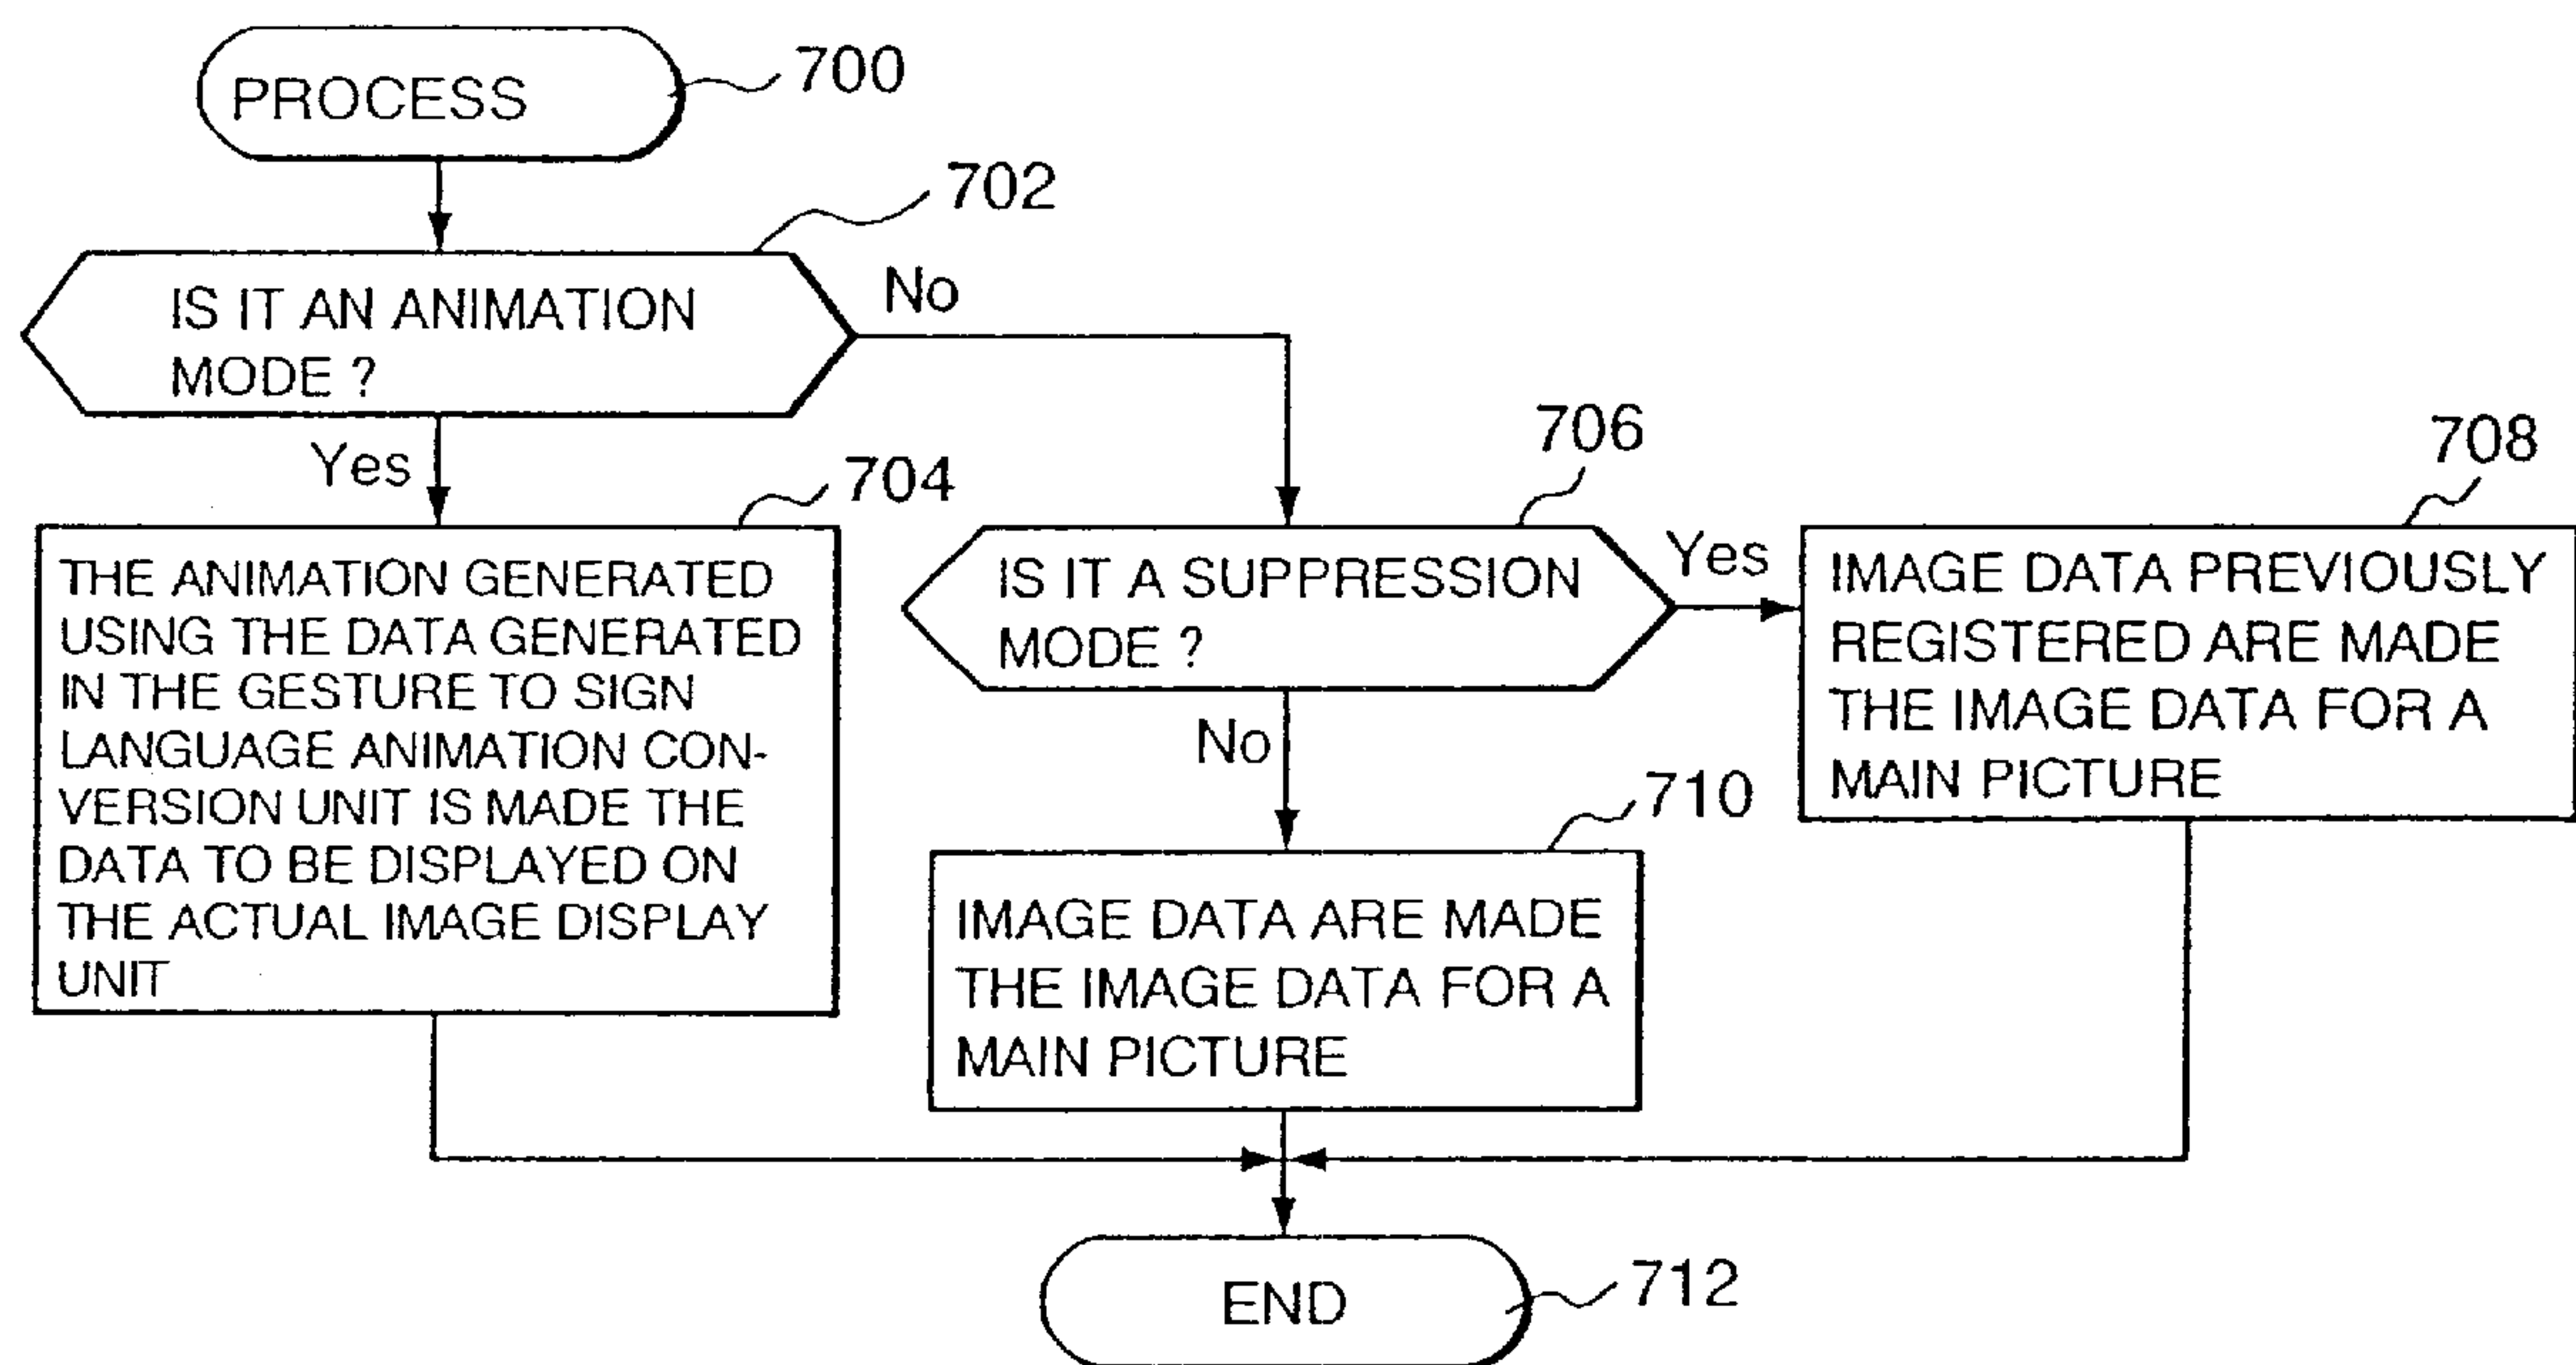 PROCESS
700
702
IS IT AN ANIMATION
MODE ?
No
Yes
704
THE ANIMATION GENERATED
USING THE DATA GENERATED
IN THE GESTURE TO SIGN
LANGUAGE ANIMATION CON-
VERSION UNIT IS MADE THE
DATA TO BE DISPLAYED ON
THE ACTUAL IMAGE DISPLAY
UNIT
706
IS IT A SUPPRESSION
MODE ?
Yes
708
IMAGE DATA PREVIOUSLY
REGISTERED ARE MADE
THE IMAGE DATA FOR A
MAIN PICTURE
No
710
IMAGE DATA ARE MADE
THE IMAGE DATA FOR A
MAIN PICTURE
END
712